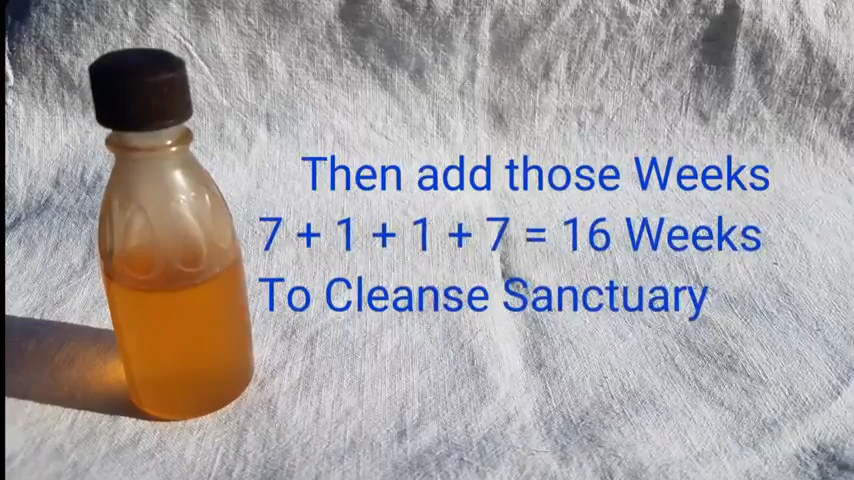 Then add those Weeks
7 + 1 + 1 + 7 = 16 Weeks
To Cleanse Sanctuary